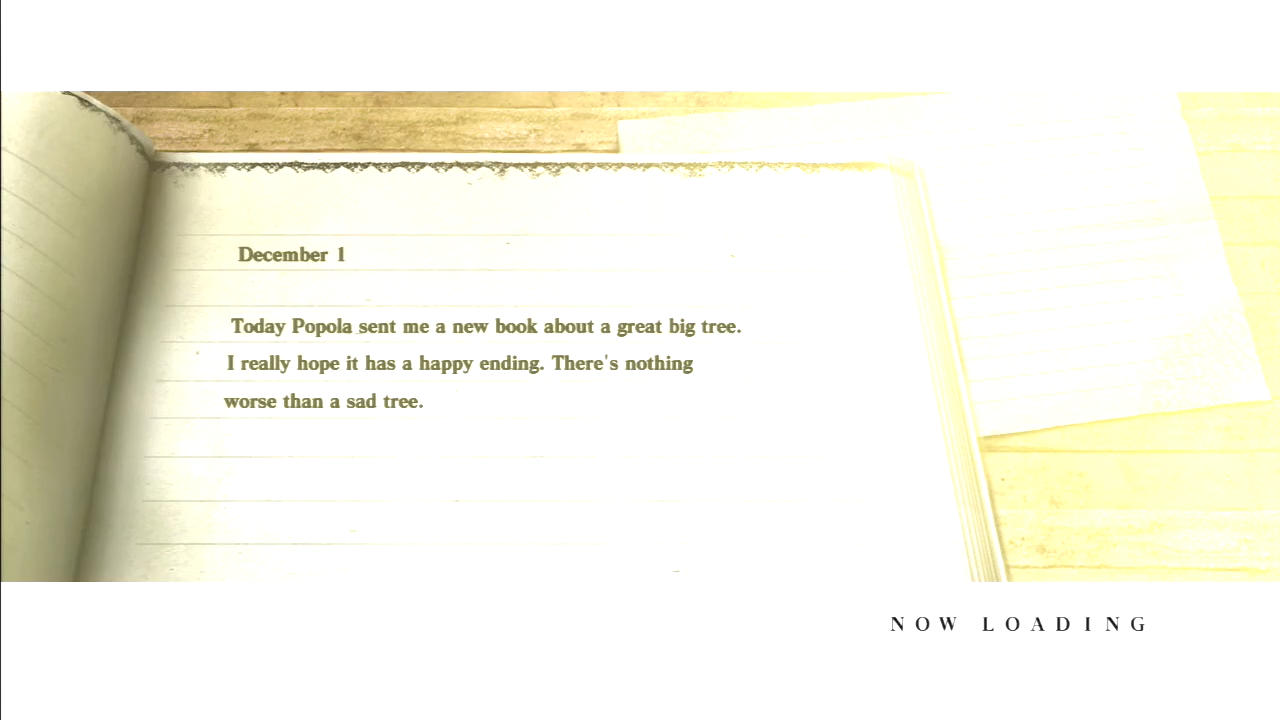 December 1
Today Popola sent me a new book about a great big tree.
I really hope it has a happy ending. There's nothing
worse than a sad tree.
NOW LOADING